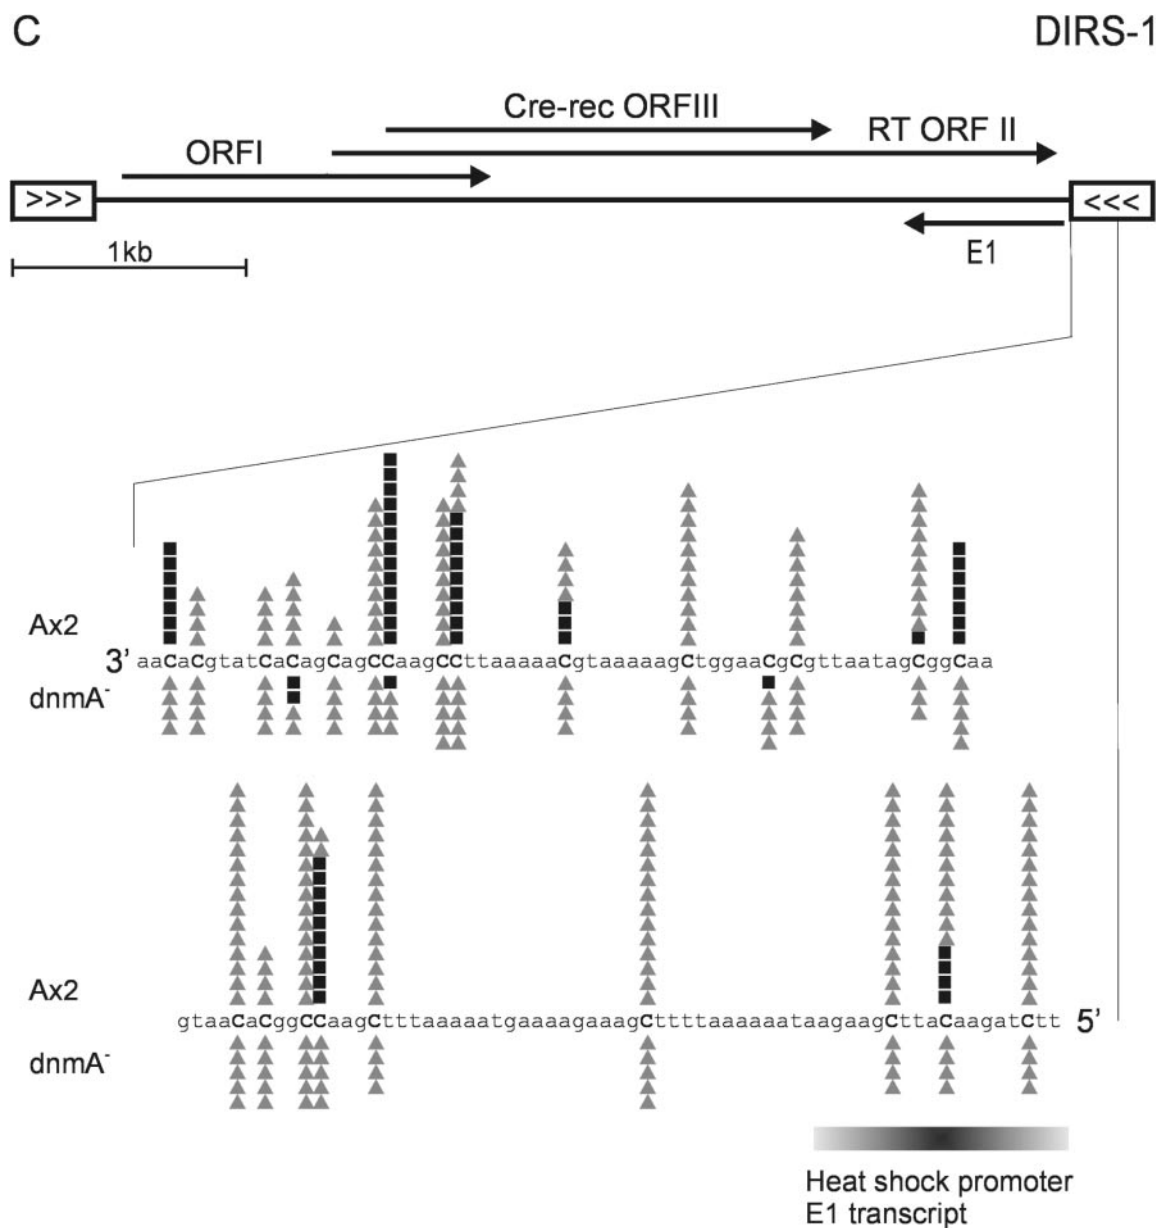 C DIRS-1
Cre-rec ORFIII
RT ORF II
ORFI
>>> <<<
E1
1kb
Ax2
3’ aaCaCgtatCaCagCagCCaagCCttaaaaaCgtaaaaagCtggaaCgCgttaatagCggCaa
dnmA-
Ax2
gtaaCaCggCCaagCtttaaaaatgaaaagaaagCttttaaaaaataagaagCttaCaagatCtt 5’
dnmA-
Heat shock promoter
E1 transcript